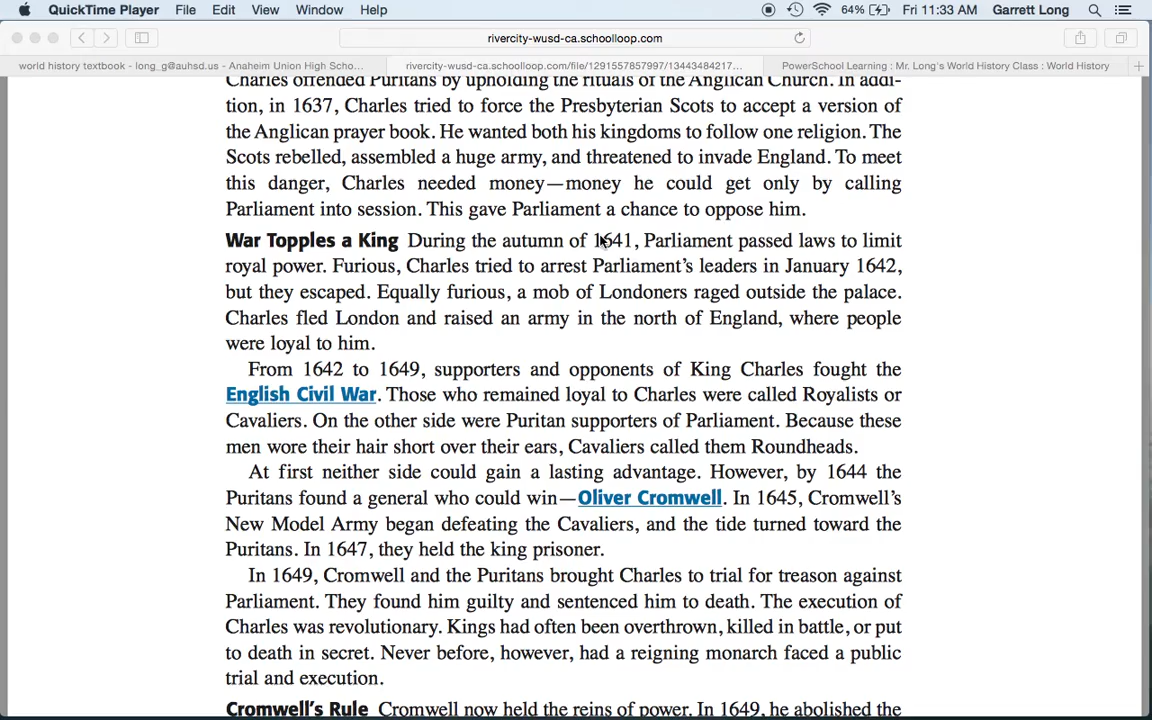 QuickTime Player File Edit View Window Help 64% Fri 11:33 AM Garrett Long
rivercity-wusd-ca.schoolloop.com
world history textbook - long_g@auhsd.us - Anaheim Union High Scho... rivercity-wusd-ca.schoolloop.com/file/1291557857997/13443484217... PowerSchool Learning : Mr. Long's World History Class : World History
Charles offended Puritans by upholding the rituals of the Anglican Church. In addi-
tion, in 1637, Charles tried to force the Presbyterian Scots to accept a version of
the Anglican prayer book. He wanted both his kingdoms to follow one religion. The
Scots rebelled, assembled a huge army, and threatened to invade England. To meet
this danger, Charles needed money—money he could get only by calling
Parliament into session. This gave Parliament a chance to oppose him.
War Topples a King During the autumn of 1641, Parliament passed laws to limit
royal power. Furious, Charles tried to arrest Parliament's leaders in January 1642,
but they escaped. Equally furious, a mob of Londoners raged outside the palace.
Charles fled London and raised an army in the north of England, where people
were loyal to him.
From 1642 to 1649, supporters and opponents of King Charles fought the
English Civil War. Those who remained loyal to Charles were called Royalists or
Cavaliers. On the other side were Puritan supporters of Parliament. Because these
men wore their hair short over their ears, Cavaliers called them Roundheads.
At first neither side could gain a lasting advantage. However, by 1644 the
Puritans found a general who could win—Oliver Cromwell. In 1645, Cromwell's
New Model Army began defeating the Cavaliers, and the tide turned toward the
Puritans. In 1647, they held the king prisoner.
In 1649, Cromwell and the Puritans brought Charles to trial for treason against
Parliament. They found him guilty and sentenced him to death. The execution of
Charles was revolutionary. Kings had often been overthrown, killed in battle, or put
to death in secret. Never before, however, had a reigning monarch faced a public
trial and execution.
Cromwell's Rule Cromwell now held the reins of power. In 1649, he abolished the